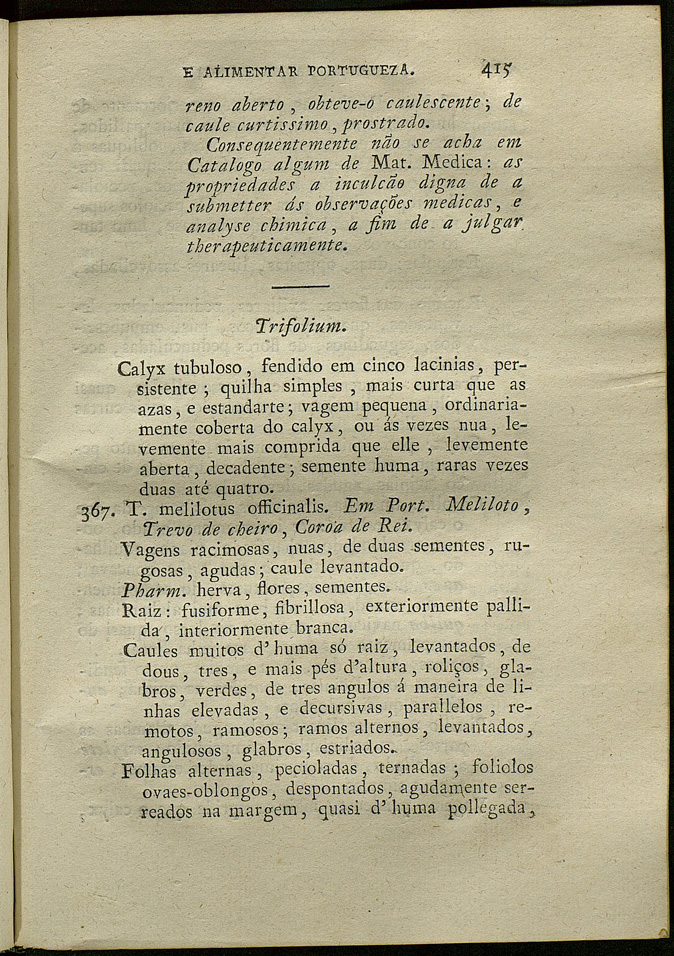 E ALIMENTAR PORTUGUEZA. 415
reno aberto, obteve-o caulescente; de
caule curtissimo, prostrado.
Consequentemente não se acha em
Catalogo algum de Mat. Medica: as
propriedades a inculcão digna de a
submetter ás observações medicas, e
analyse chimica, a fim de a julgar
therapeuticamente.
Trifolium.
Calyx tubuloso, fendido em cinco lacinias, per-
sistente; quilha simples, mais curta que as
azas, e estandarte; vagem pequena, ordinaria-
mente coberta do calyx, ou ás vezes nua, le-
vemente mais comprida que elle, levemente
aberta, decadente; semente huma, raras vezes
duas até quatro.
367. T. melilotus officinalis. Em Port. Meliloto,
Trevo de cheiro, Coroa de Rei.
Vagens racimosas, nuas, de duas sementes, ru-
gosas, agudas; caule levantado.
Pharm. herva, flores, sementes.
Raiz: fusiforme, fibrillosa, exteriormente palli-
da, interiormente branca.
Caules muitos d'huma só raiz, levantados, de
dous, tres, e mais pés d'altura, roliços, gla-
bros, verdes, de tres angulos á maneira de li-
nhas elevadas, e decursivas, parallelos, re-
motos, ramosos; ramos alternos, levantados,
angulosos, glabros, estriados.
Folhas alternas, pecioladas, ternadas; foliolos
ovaes-oblongos, despontados, agudamente ser-
reados na margem, quasi d'huma pollegada,